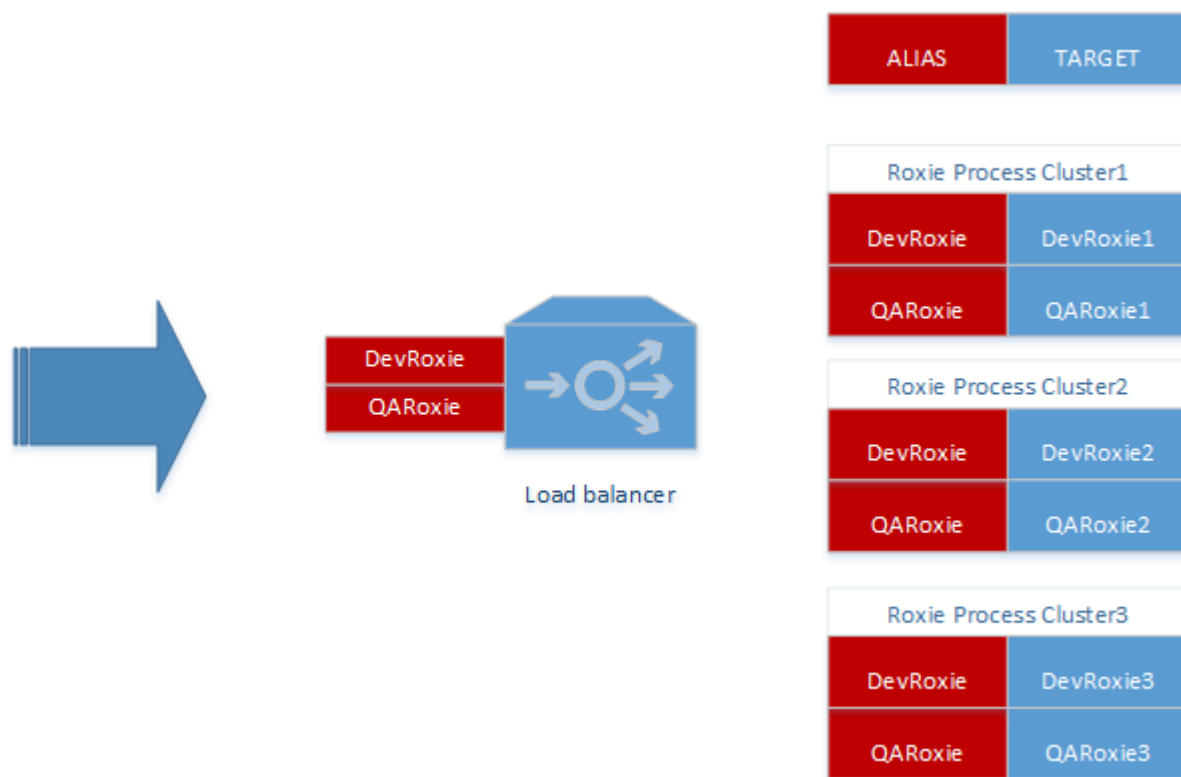 ALIAS TARGET
Roxie Process Cluster1
DevRoxie DevRoxie1
QARoxie QARoxie1
DevRoxie
QARoxie
Load balancer
Roxie Process Cluster2
DevRoxie DevRoxie2
QARoxie QARoxie2
Roxie Process Cluster3
DevRoxie DevRoxie3
QARoxie QARoxie3